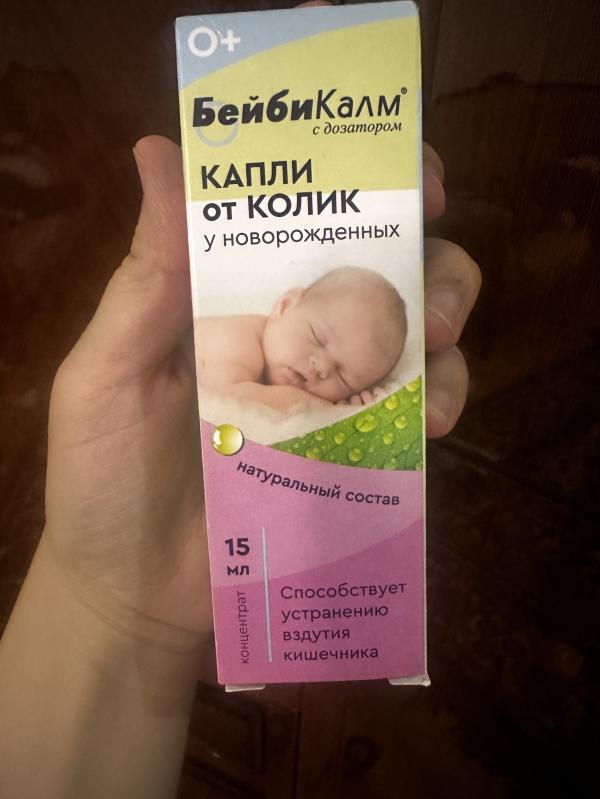 0+
БейбиКалм®
с дозатором
КАПЛИ
от КОЛИК
у новорожденных
натуральный состав
15
мл
концентрат
Способствует
устранению
вздутия
кишечника